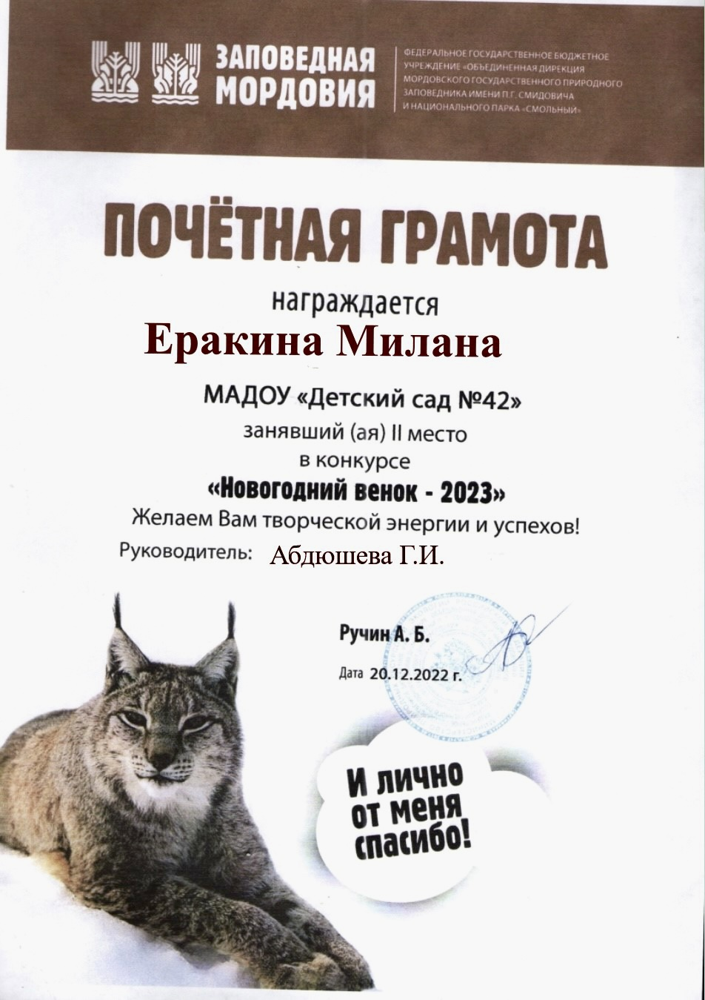 ЗАПОВЕДНАЯ
МОРДОВИЯ
ФЕДЕРАЛЬНОЕ ГОСУДАРСТВЕННОЕ БЮДЖЕТНОЕ
УЧРЕЖДЕНИЕ «ОБЪЕДИНЕННАЯ ДИРЕКЦИЯ
МОРДОВСКОГО ГОСУДАРСТВЕННОГО ПРИРОДНОГО
ЗАПОВЕДНИКА ИМЕНИ П.Г. СМИДОВИЧА
И НАЦИОНАЛЬНОГО ПАРКА «СМОЛЬНЫЙ»
ПОЧЁТНАЯ ГРАМОТА
награждается
Еракина Милана
МАДОУ «Детский сад №42»
занявший (ая) II место
в конкурсе
«Новогодний венок - 2023»
Желаем Вам творческой энергии и успехов!
Руководитель: Абдюшева Г.И.
Ручин А. Б.
Дата 20.12.2022 г.
И лично
от меня
спасибо!